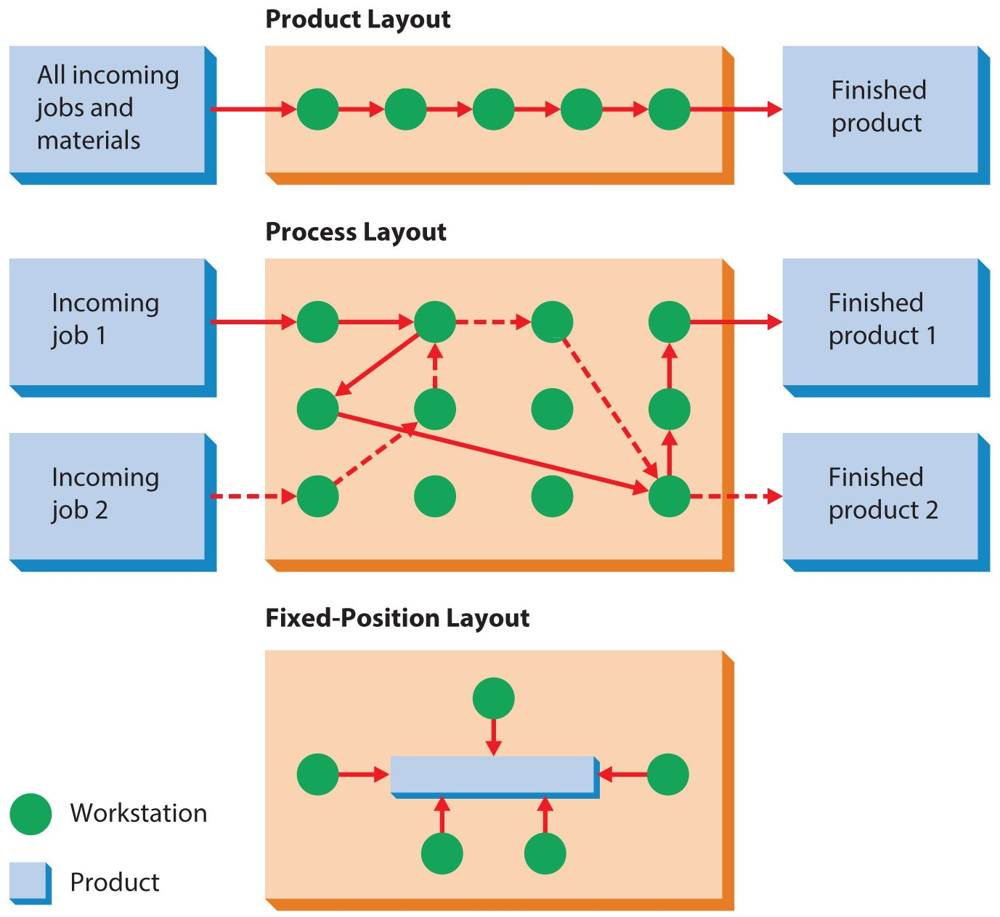 Product Layout
All incoming
jobs and
materials
Finished
product
Process Layout
Incoming
job 1
Finished
product 1
Incoming
job 2
Finished
product 2
Fixed-Position Layout
Workstation
Product